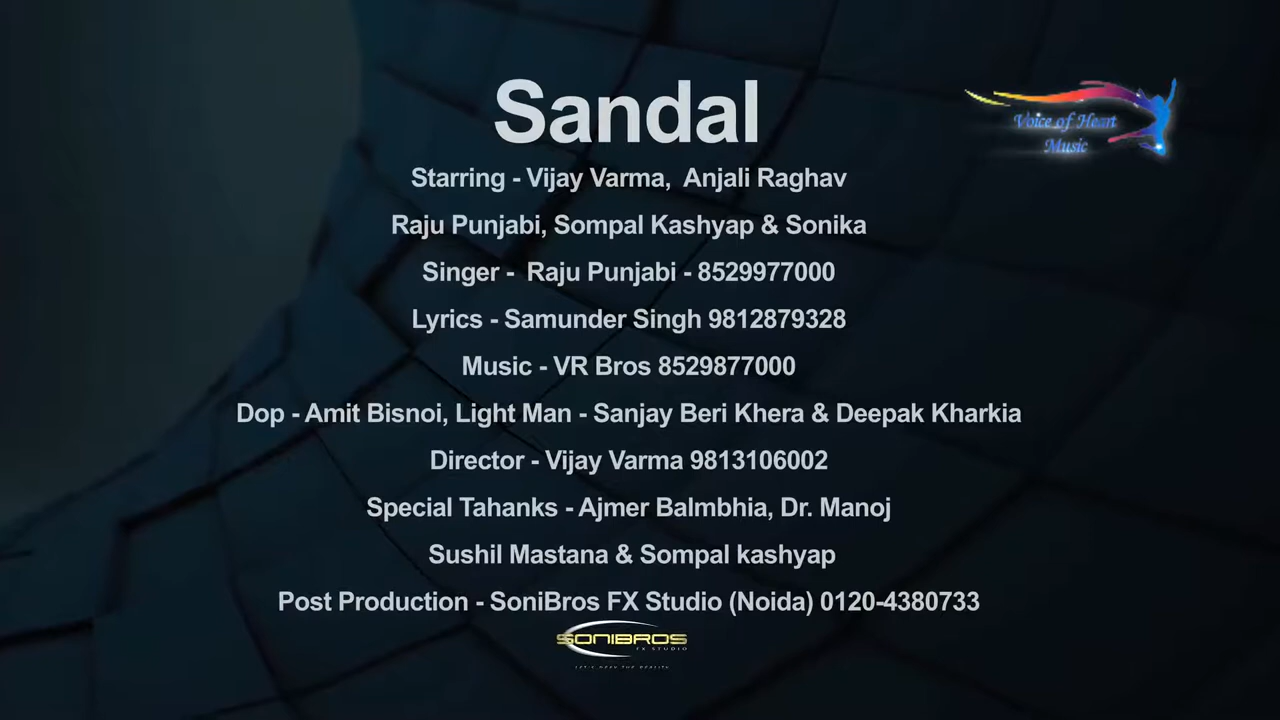 Sandal
Voice of Heart
Music
Starring - Vijay Varma, Anjali Raghav
Raju Punjabi, Sompal Kashyap & Sonika
Singer - Raju Punjabi - 8529977000
Lyrics - Samunder Singh 9812879328
Music - VR Bros 8529877000
Dop - Amit Bisnoi, Light Man - Sanjay Beri Khera & Deepak Kharkia
Director - Vijay Varma 9813106002
Special Tahanks - Ajmer Balmbhia, Dr. Manoj
Sushil Mastana & Sompal kashyap
Post Production - SoniBros FX Studio (Noida) 0120-4380733
SONIBROS
FX STUDIO